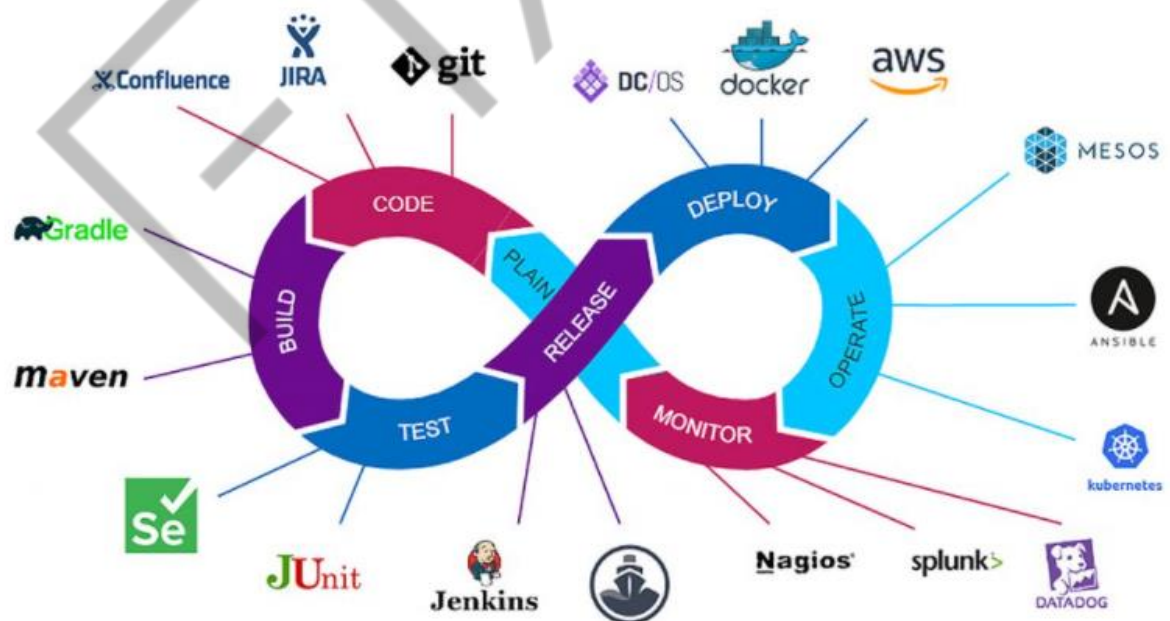 Confluence
JIRA
git
DC/OS
docker
aws
MESOS
Gradle
CODE
DEPLOY
PLAIN
BUILD
RELEASE
OPERATE
ANSIBLE
maven
TEST
MONITOR
kubernetes
Se
JUnit
Jenkins
Nagios®
splunk>
DATADOG